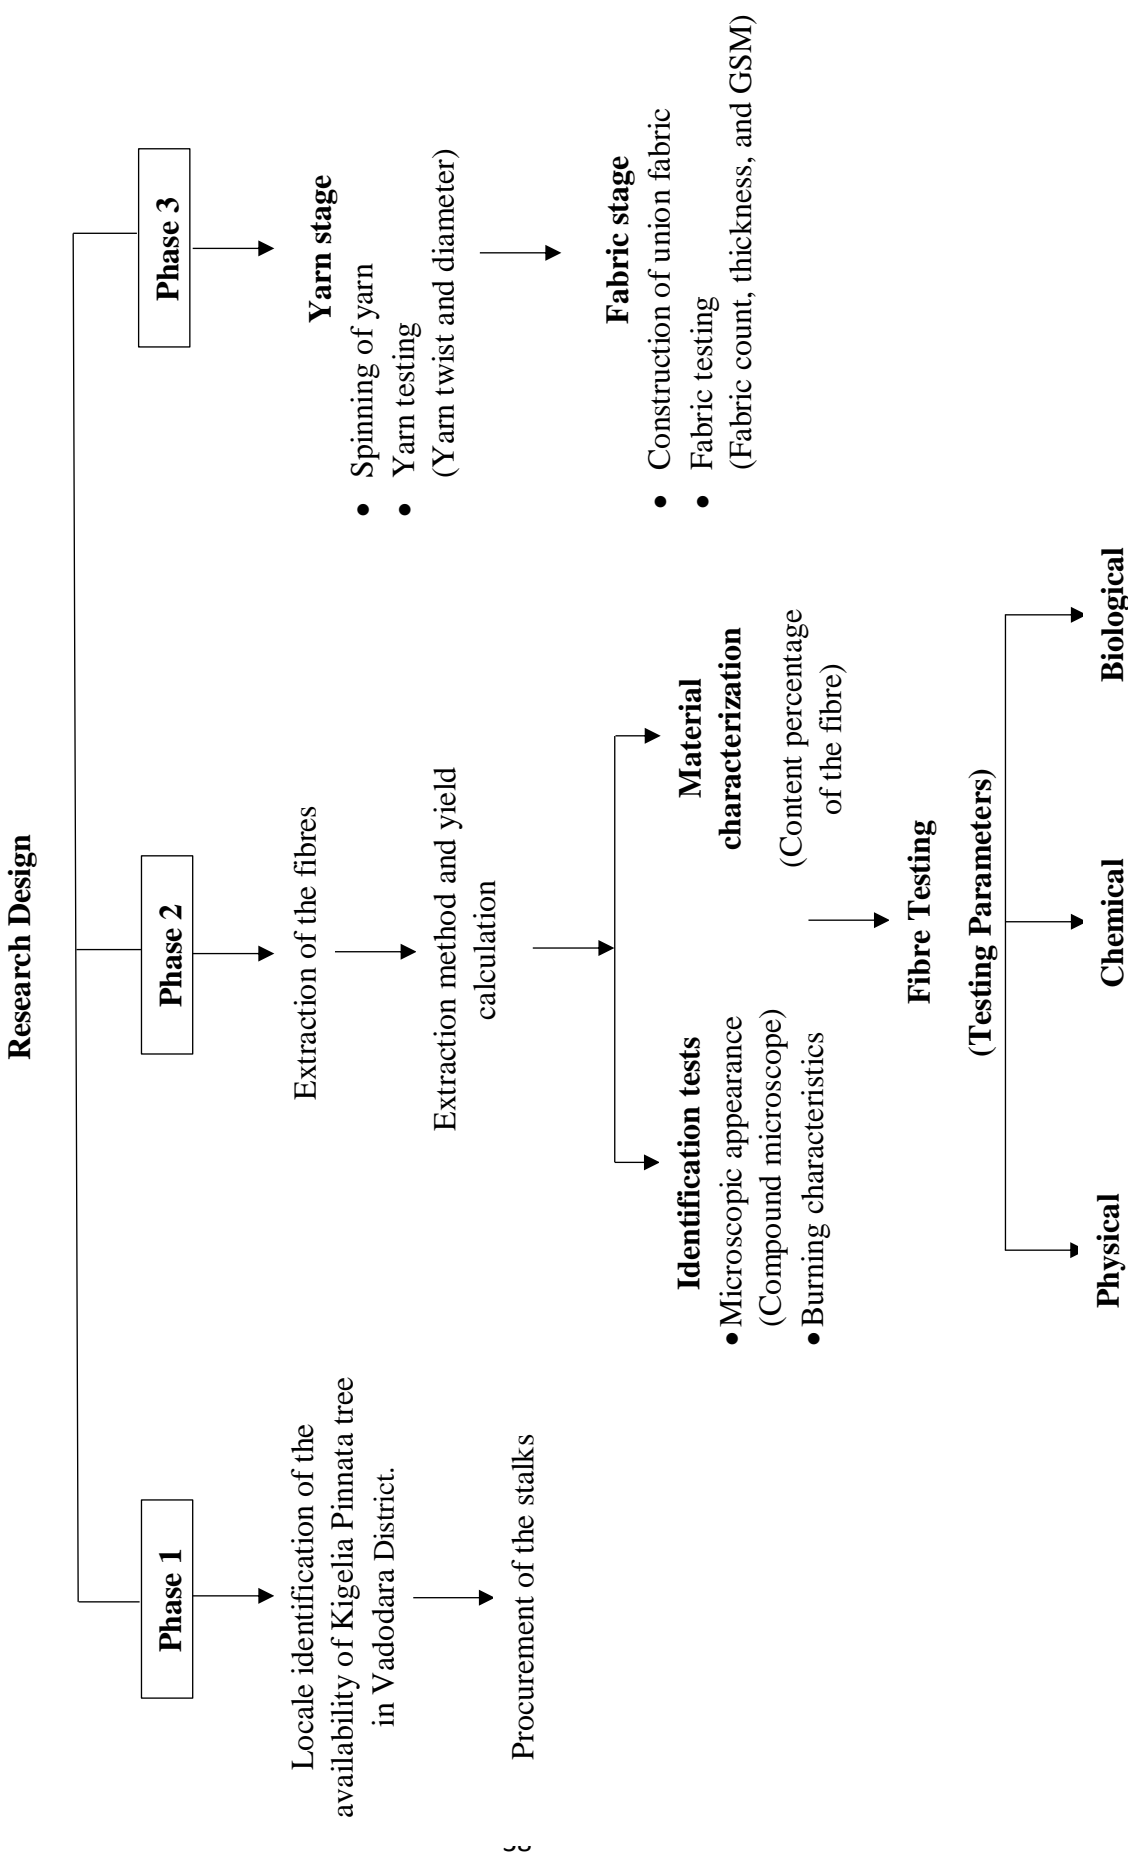 Research Design
Phase 1
Locale identification of the
availability of Kigelia Pinnata tree
in Vadodara District.
Procurement of the stalks
Phase 2
Extraction of the fibres
Extraction method and yield
calculation
Identification tests
•Microscopic appearance
(Compound microscope)
•Burning characteristics
Material
characterization
(Content percentage
of the fibre)
Fibre Testing
(Testing Parameters)
Physical
Chemical
Biological
Phase 3
Yarn stage
• Spinning of yarn
• Yarn testing
(Yarn twist and diameter)
Fabric stage
• Construction of union fabric
• Fabric testing
(Fabric count, thickness, and GSM)